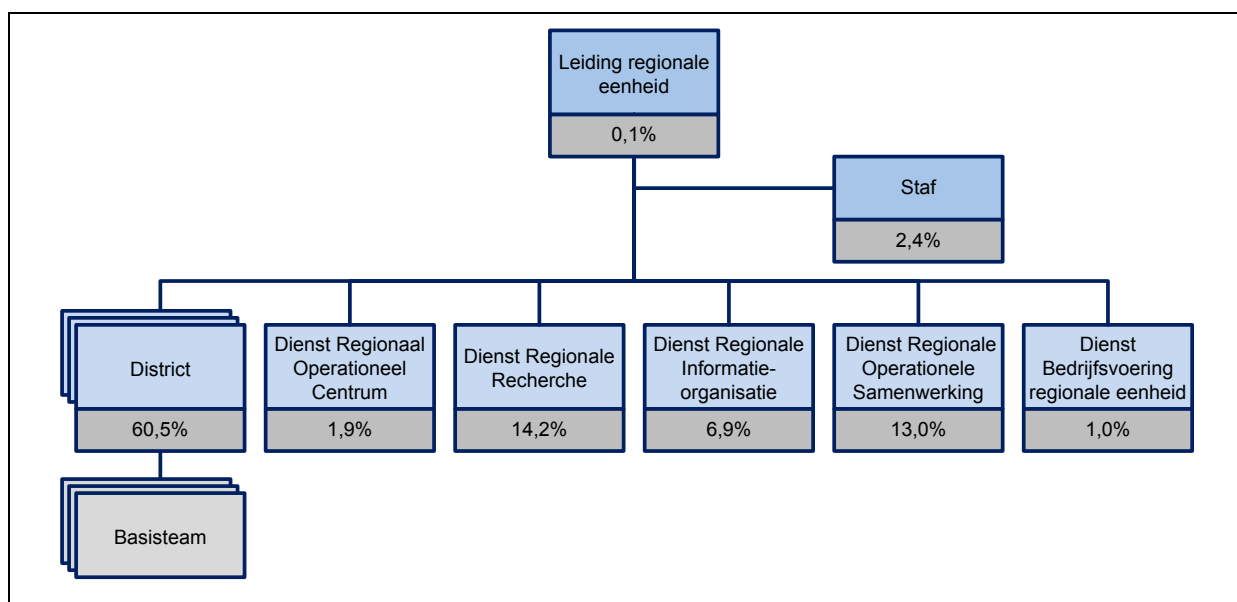 Leiding regionale
eenheid
0,1%
Staf
2,4%
District
60,5%
Dienst Regionaal
Operationeel
Centrum
1,9%
Dienst Regionale
Recherche
14,2%
Dienst Regionale
Informatie-
organisatie
6,9%
Dienst Regionale
Operationele
Samenwerking
13,0%
Dienst
Bedrijfsvoering
regionale eenheid
1,0%
Basisteam